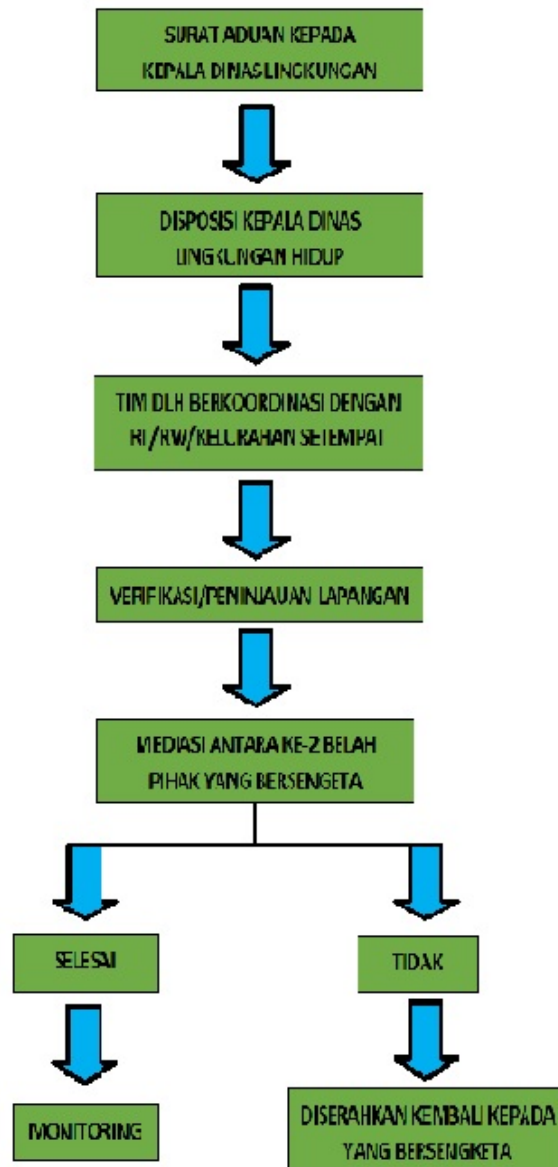 SURAT ADUAN KEPADA
KEPALA DINAS LINGKUNGAN
DISPOSISI KEPALA DINAS
LINGKUNGAN HIDUP
TIM DLH BERKOORDINASI DENGAN
RT/RW/KELURAHAN SETEMPAT
VERIFIKASI/PENINJAUAN LAPANGAN
MEDIASI ANTARA KE-2 BELAH
PIHAK YANG BERSENGETA
SELESAI
TIDAK
MONITORING
DISERAHKAN KEMBALI KEPADA
YANG BERSENGKETA